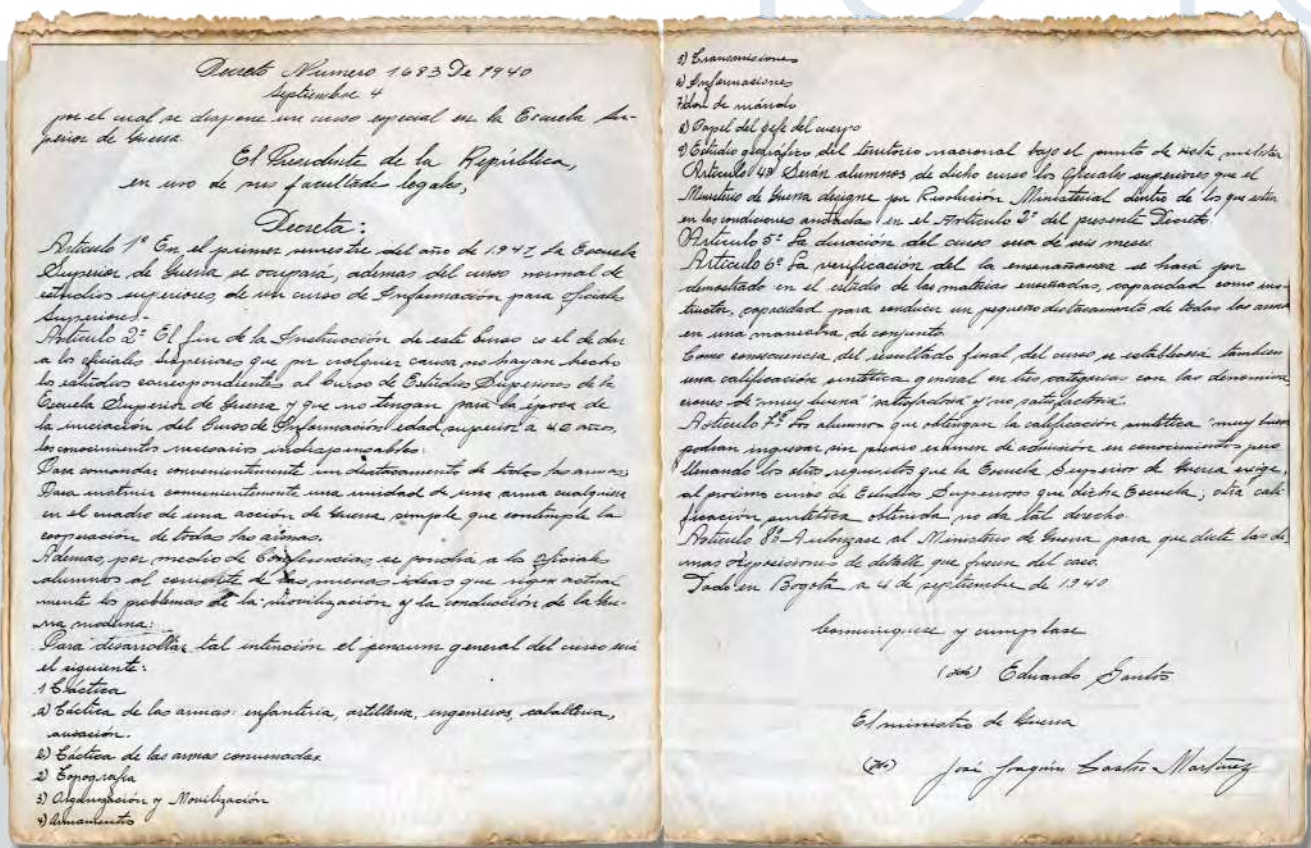 Decreto Numero 1683 De 1940
Septiembre 4
por el cual se dispone un curso especial en la Escuela Su-
perior de Guerra.
El Presidente de la República,
en uso de sus facultades legales,
Decreta:
Artículo 1º En el primer semestre del año de 1.941, la Escuela
Superior de Guerra se ocupará, ademas del curso normal de
estudios superiores, de un curso de Información para oficiales
Superiores.-
Artículo 2º El fin de la Instrucción de este Curso es el de dar
a los oficiales Superiores que por cualquier causa no hayan hecho
los estudios correspondientes al Curso de Estudios Superiores de la
Escuela Superior de Guerra y que no tengan para la época de
la iniciación del Curso de Información edad superior a 40 años,
los conocimientos necesarios indispensables:
Para comandar convenientemente un destacamento de todas las armas;
Para instruir convenientemente una unidad de una arma cualquiera
en el cuadro de una acción de Guerra simple que contemple la
cooperación de todas las armas.
Ademas, por medio de Conferencias, se pondrá a los oficiales
alumnos al corriente de las nuevas ideas que rigen actual
mente los problemas de la movilización y la conducción de la Gue-
rra moderna:
Para desarrollar tal intención el pensum general del curso será
el siguiente:
1 Táctica
a) Táctica de las armas: infantería, artillería, ingenieros, caballería,
aviación.
b) Táctica de las armas convinadas.
2) Topografía
3) Organización y Movilización
4) Armamentos
5) Transmisiones
6) Informaciones
7) don de mándo
8) Papel del gefe del cuerpo
9) Estudio geográfico del territorio nacional bajo el punto de vistá militar
Artículo 4º Serán alumnos de dicho curso los Oficiales superiores que el
Ministerio de Guerra designe por Resolución Ministerial dentro de los que esten
en las condiciones anotadas en el Artículo 2º del presente Decreto.
Artículo 5º La duración del curso sera de seis meses.
Artículo 6º La verificación del la se hará por
demostrado en el estudio de las materias enseñadas, capacidad como ins-
tructor, capacidad para conducir un pequeño destacamento de todas las armas
en una maniobra de conjunto.
Como consecuencia del resultado final del curso se establecerá tambien
una calificación sintética general en tres categorias con las denomina-
ciones de "muy buena" "satisfactoria" y "no satisfactoria".
Artículo 7º Los alumnos que obtengan la calificación sintética "muy buena"
podran ingresar sin previo examen de admisión en conocimientos pero
llenando los otros requisitos que la Escuela Superior de Guerra exige,
al proximo curso de Estudios Superiores que dicha Escuela; otra cali-
ficación sintética obtenida no da tal derecho.
Artículo 8º Autorizase al Ministerio de Guerra para que dicte las de
mas disposiciones de detalle que fueren del caso.
Dado en Bogotá a 4 de septiembre de 1.940
Comuniquese y cumplase
(fdo) Eduardo Santos
El ministro de Guerra
(fdo) José Joaquín Castro Martínez